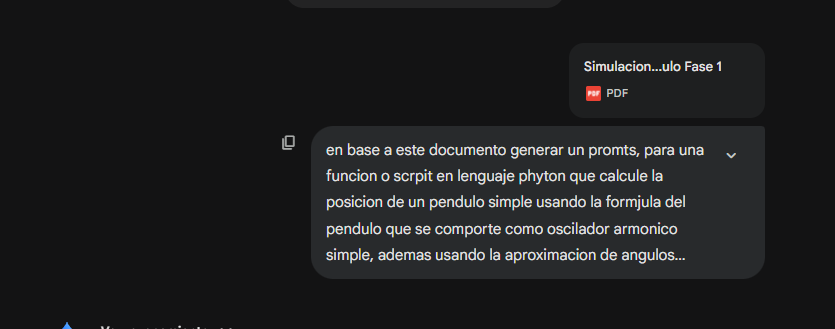 Simulacion...ulo Fase 1
PDF PDF
en base a este documento generar un promts, para una
funcion o scrpit en lenguaje phyton que calcule la
posicion de un pendulo simple usando la formjula del
pendulo que se comporte como oscilador armonico
simple, ademas usando la aproximacion de angulos...